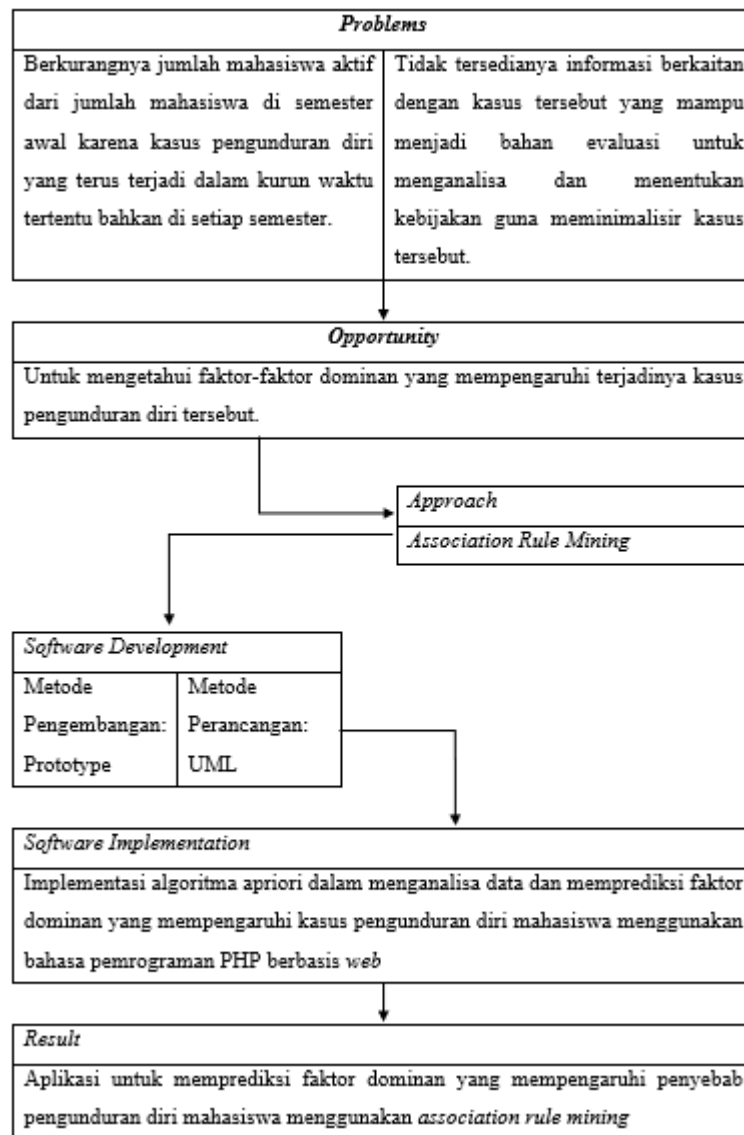 Problems
Berkurangnya jumlah mahasiswa aktif
dari jumlah mahasiswa di semester
awal karena kasus pengunduran diri
yang terus terjadi dalam kurun waktu
tertentu bahkan di setiap semester.
Tidak tersedianya informasi berkaitan
dengan kasus tersebut yang mampu
menjadi bahan evaluasi untuk
menganalisa dan menentukan
kebijakan guna meminimalisir kasus
tersebut.
Opportunity
Untuk mengetahui faktor-faktor dominan yang mempengaruhi terjadinya kasus
pengunduran diri tersebut.
Approach
Association Rule Mining
Software Development
Metode
Pengembangan:
Prototype
Metode
Perancangan:
UML
Software Implementation
Implementasi algoritma apriori dalam menganalisa data dan memprediksi faktor
dominan yang mempengaruhi kasus pengunduran diri mahasiswa menggunakan
bahasa pemrograman PHP berbasis web
Result
Aplikasi untuk memprediksi faktor dominan yang mempengaruhi penyebab
pengunduran diri mahasiswa menggunakan association rule mining